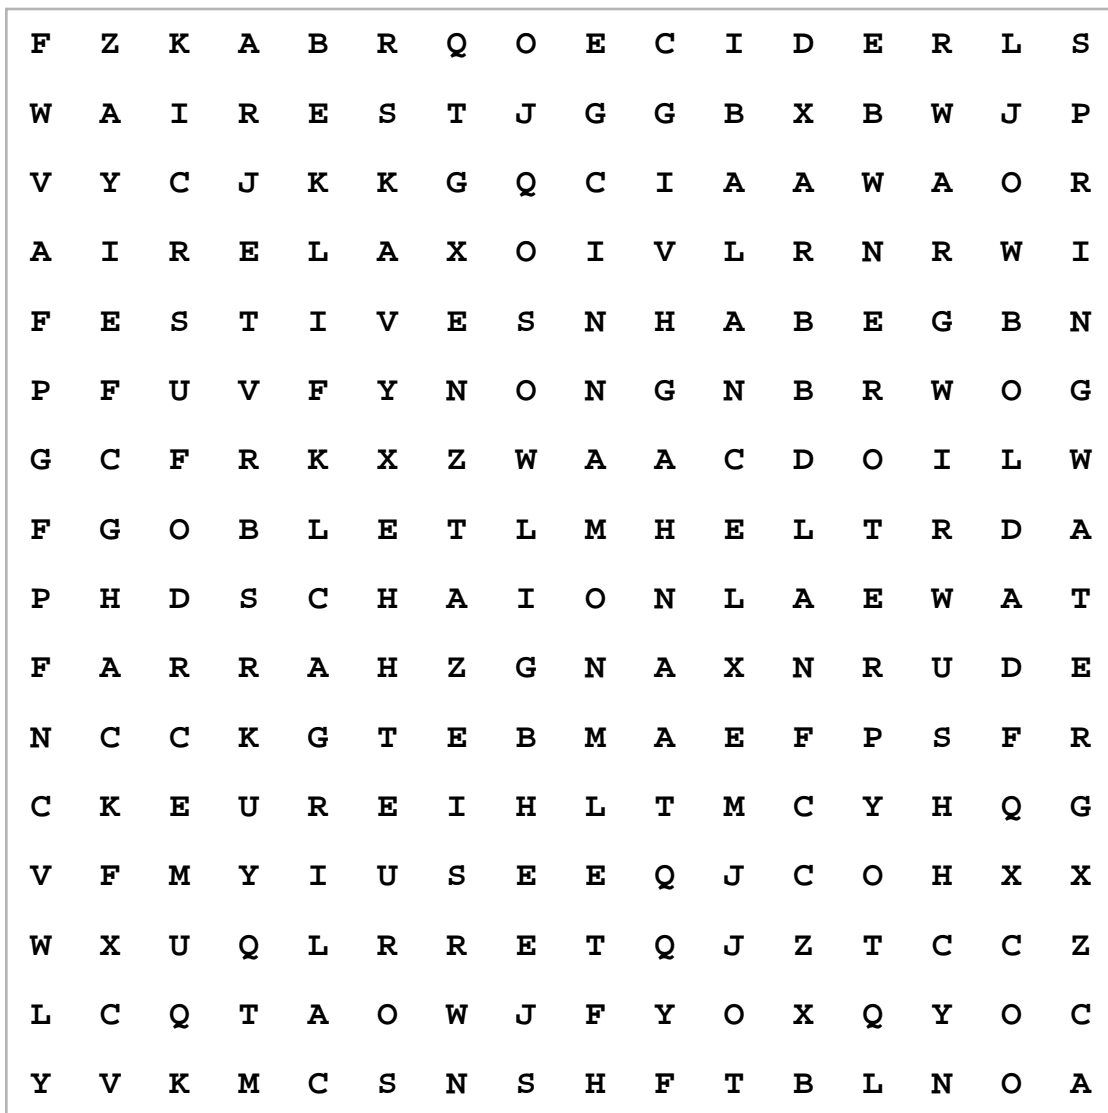 F Z K A B R Q O E C I D E R L S
W A I R E S T J G G B X B W J P
V Y C J K K G Q C I A A W A O R
A I R E L A X O I V L R N R W I
F E S T I V E S N H A B E G B N
P F U V F Y N O N G N B R W O G
G C F R K X Z W A A C D O I L W
F G O B L E T L M H E L T R D A
P H D S C H A I O N L A E W A T
F A R R A H Z G N A X N R U D E
N C C K G T E B M A E F P S F R
C K E U R E I H L T M C Y H Q G
V F M Y I U S E E Q J C O H X X
W X U Q L R R E T Q J Z T C C Z
L C Q T A O W J F Y O X Q Y O C
Y V K M C S N S H F T B L N O A